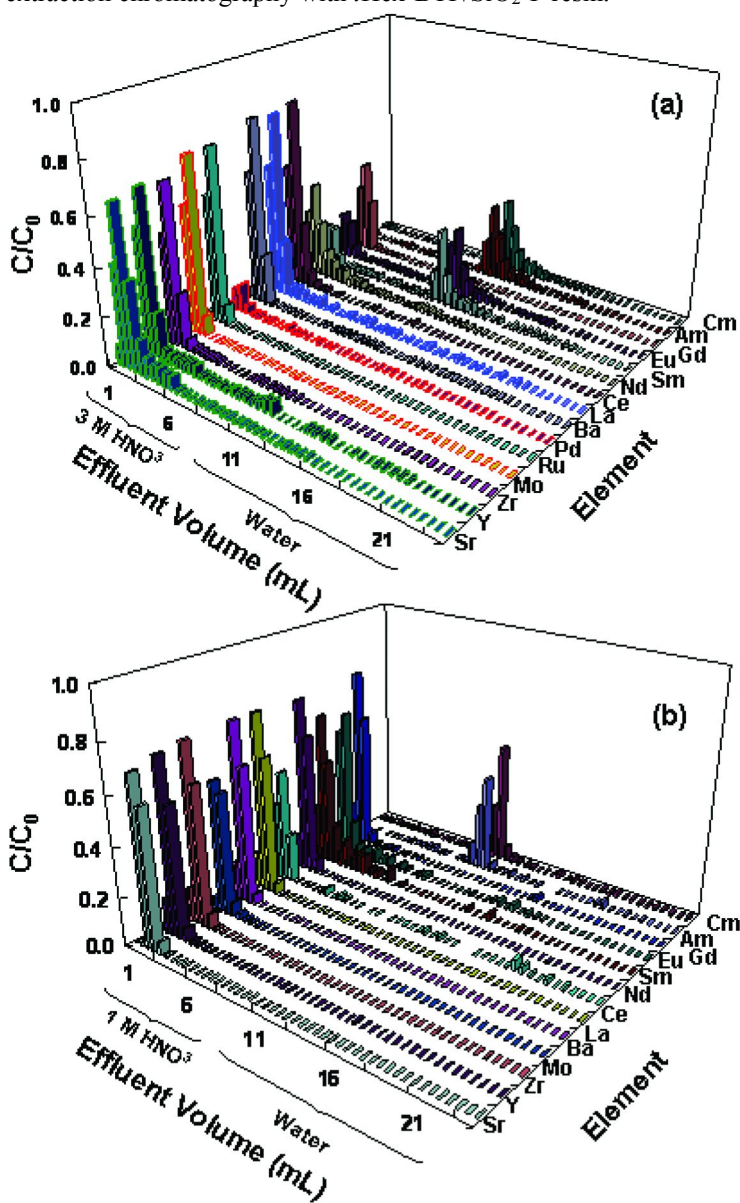 extraction chromatography with
(a)
1.0
0.8
0.6
0.4
0.2
0.0
C/C0
1
6
11
16
21
3 M HNO3
Water
Effluent Volume (mL)
Sr
Y
Zr
Mo
Ru
Pd
Ba
La
Ce
Nd
Sm
Eu
Gd
Am
Cm
Element
(b)
1.0
0.8
0.6
0.4
0.2
0.0
C/C0
1
6
11
16
21
1 M HNO3
Water
Effluent Volume (mL)
Sr
Y
Zr
Mo
Ba
La
Ce
Nd
Sm
Eu
Gd
Am
Cm
Element